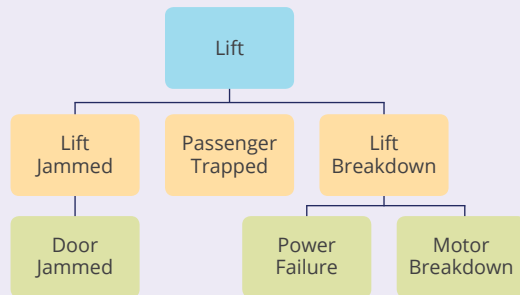 Lift
Lift
Jammed
Passenger
Trapped
Lift
Breakdown
Door
Jammed
Power
Failure
Motor
Breakdown